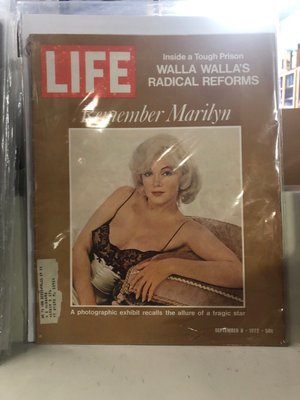 LIFE
Inside a Tough Prison
WALLA WALLA'S
RADICAL REFORMS
Remember Marilyn
A photographic exhibit recalls the allure of a tragic star
SEPTEMBER 8 · 1972 · 50¢